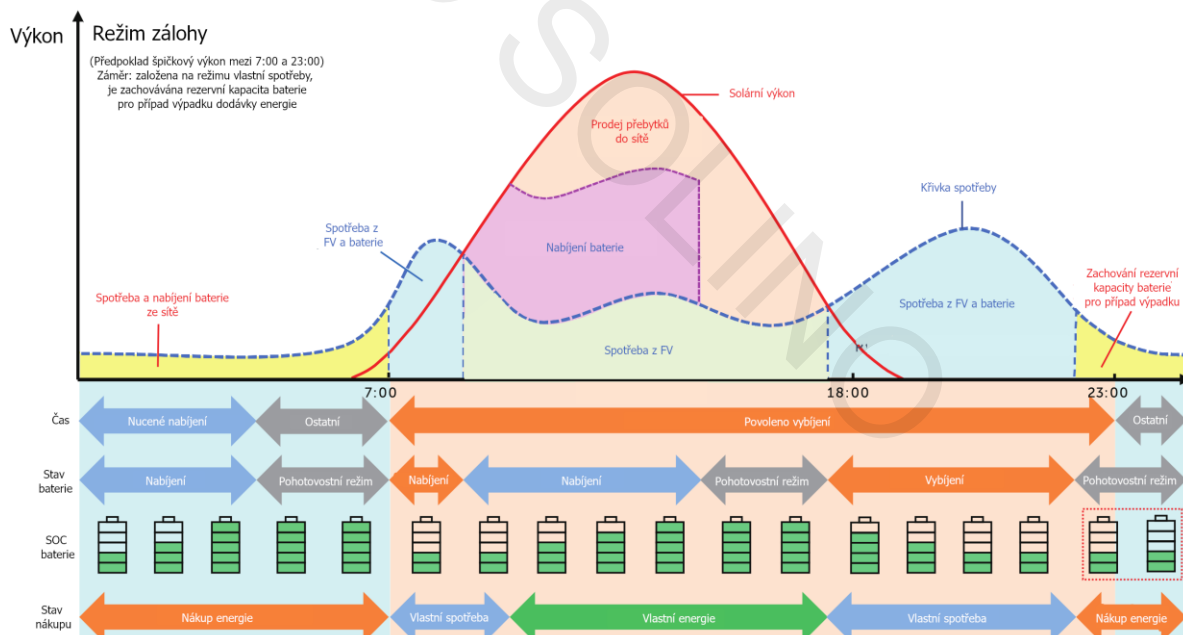 Výkon
Režim zálohy
(Předpoklad špičkový výkon mezi 7:00 a 23:00)
Záměr: založena na režimu vlastní spotřeby,
je zachovávána rezervní kapacita baterie
pro případ výpadku dodávky energie
Solární výkon
Prodej přebytků
do sítě
Křivka spotřeby
Spotřeba z
FV a baterie
Nabíjení baterie
Zachování rezervní
kapacity baterie
pro případ výpadku
Spotřeba a nabíjení baterie
ze sítě
Spotřeba z FV a baterie
Spotřeba z FV
7:00
18:00
23:00
Čas
Nucené nabíjení
Ostatní
Povoleno vybíjení
Ostatní
Stav
baterie
Nabíjení
Pohotovostní režim
Nabíjení
Nabíjení
Pohotovostní režim
Vybíjení
Pohotovostní režim
SOC
baterie
Stav
nákupu
Nákup energie
Vlastní spotřeba
Vlastní energie
Vlastní spotřeba
Nákup energie
SOLINO